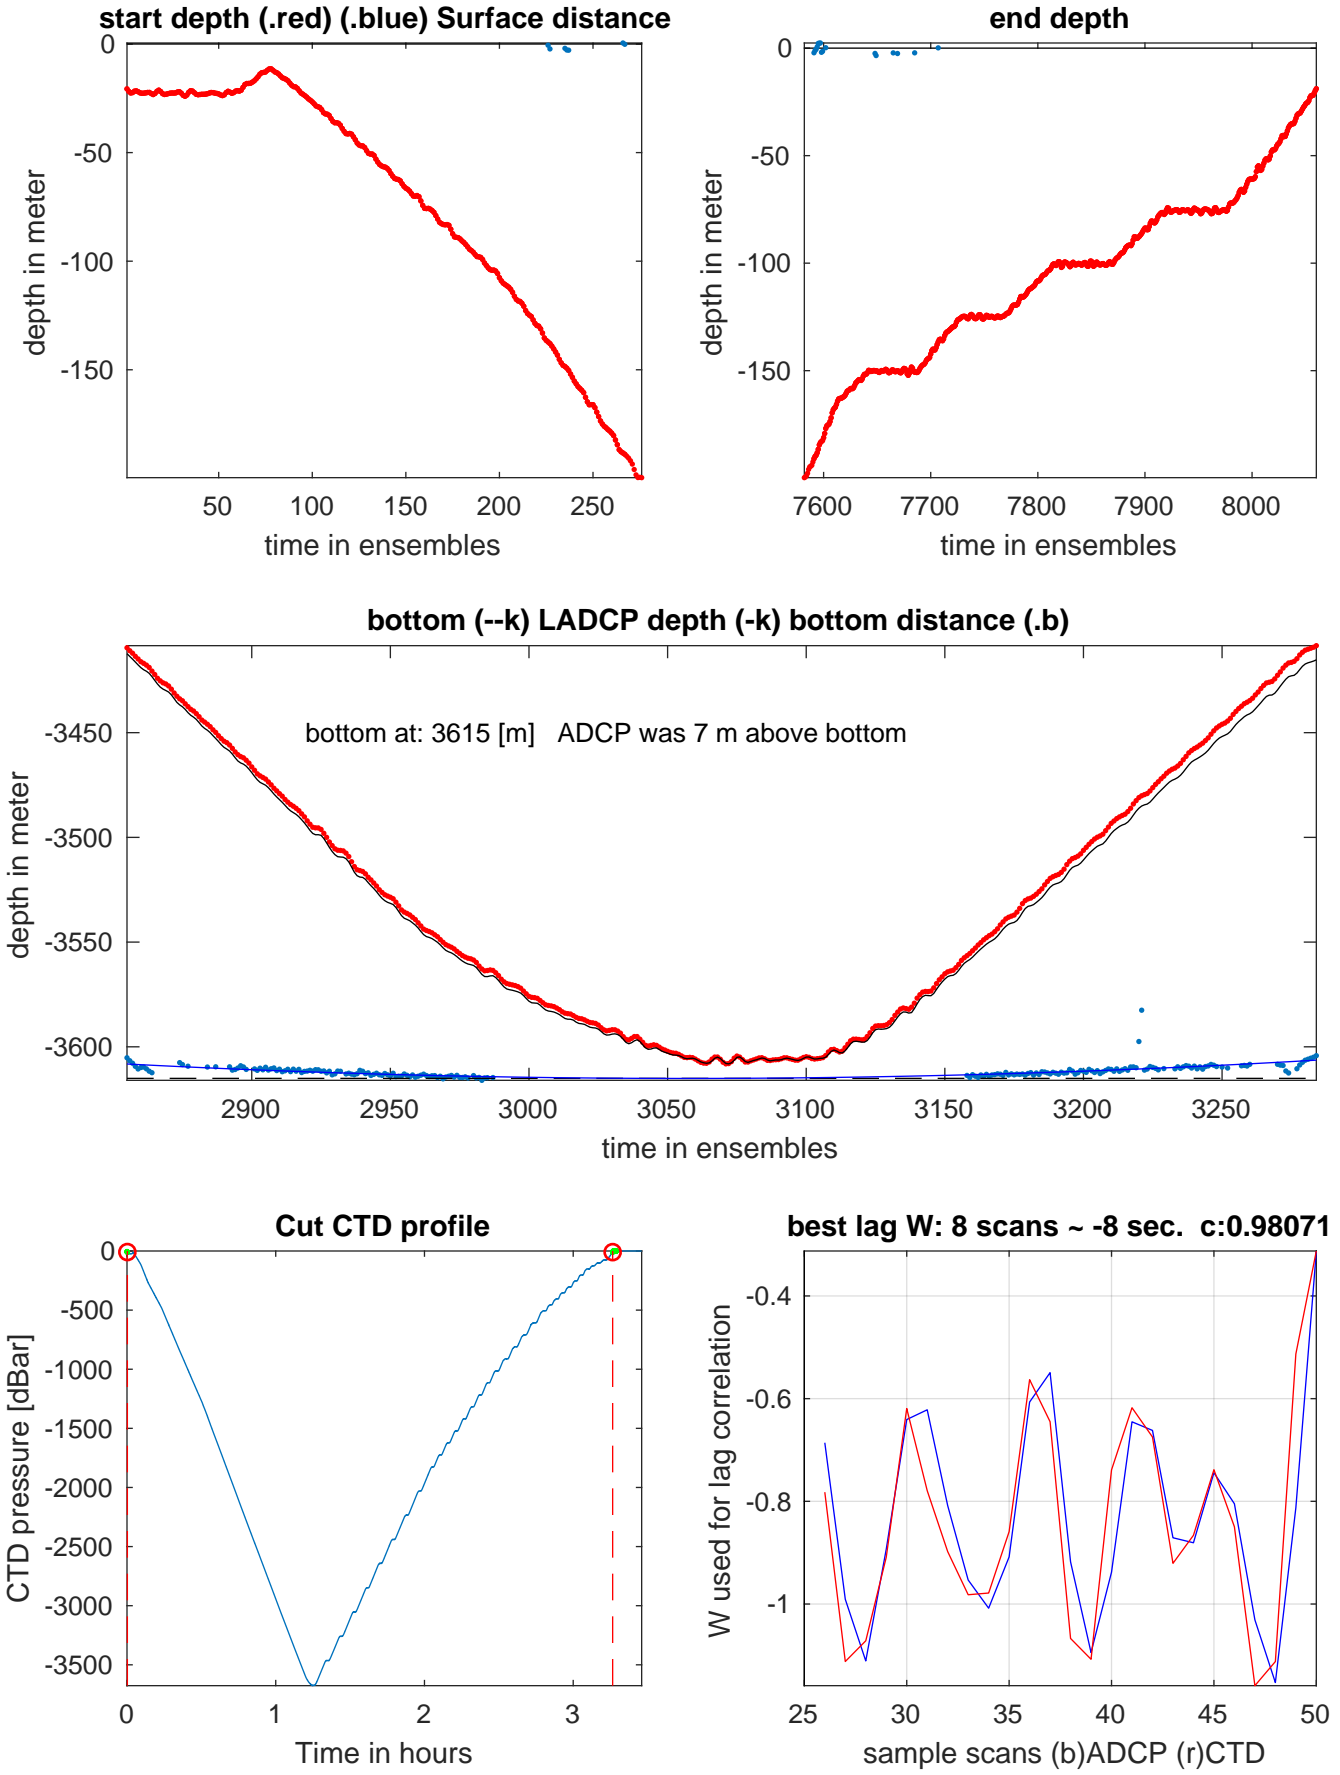 start depth (.red) (.blue) Surface distance
0
-50
-100
-150
depth in meter
50 100 150 200 250
time in ensembles
end depth
0
-50
-100
-150
depth in meter
7600 7700 7800 7900 8000
time in ensembles
bottom (--k) LADCP depth (-k) bottom distance (.b)
bottom at: 3615 [m] ADCP was 7 m above bottom
-3450
-3500
-3550
-3600
depth in meter
2900 2950 3000 3050 3100 3150 3200 3250
time in ensembles
Cut CTD profile
0
-500
-1000
-1500
-2000
-2500
-3000
-3500
CTD pressure [dBar]
0 1 2 3
Time in hours
best lag W: 8 scans ~ -8 sec. c:0.98071
-0.4
-0.6
-0.8
-1
W used for lag correlation
25 30 35 40 45 50
sample scans (b)ADCP (r)CTD